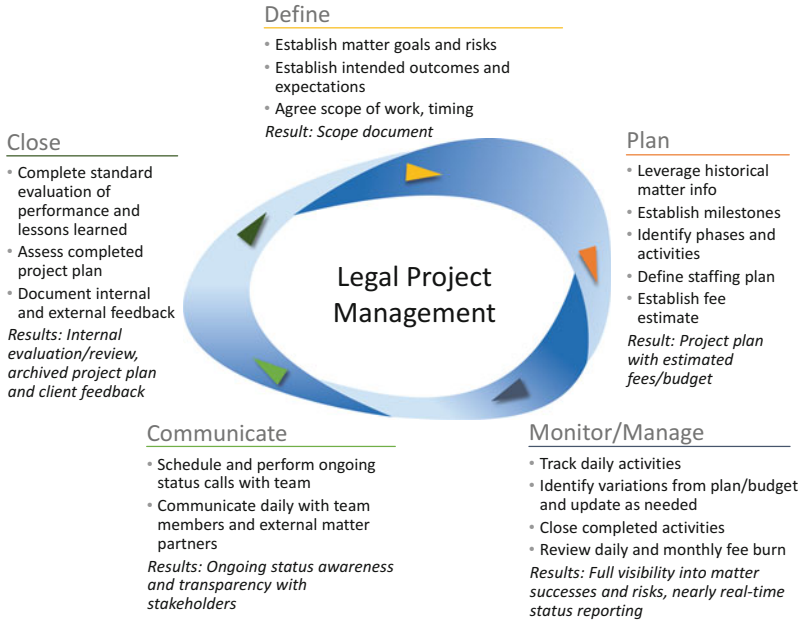 Define
• Establish matter goals and risks
• Establish intended outcomes and
expectations
• Agree scope of work, timing
Result: Scope document
Close
• Complete standard
evaluation of
performance and
lessons learned
• Assess completed
project plan
• Document internal
and external feedback
Results: Internal
evaluation/review,
archived project plan
and client feedback
Plan
• Leverage historical
matter info
• Establish milestones
• Identify phases and
activities
• Define staffing plan
• Establish fee
estimate
Result: Project plan
with estimated
fees/budget
Legal Project
Management
Communicate
• Schedule and perform ongoing
status calls with team
• Communicate daily with team
members and external matter
partners
Results: Ongoing status awareness
and transparency with
stakeholders
Monitor/Manage
• Track daily activities
• Identify variations from plan/budget
and update as needed
• Close completed activities
• Review daily and monthly fee burn
Results: Full visibility into matter
successes and risks, nearly real-time
status reporting